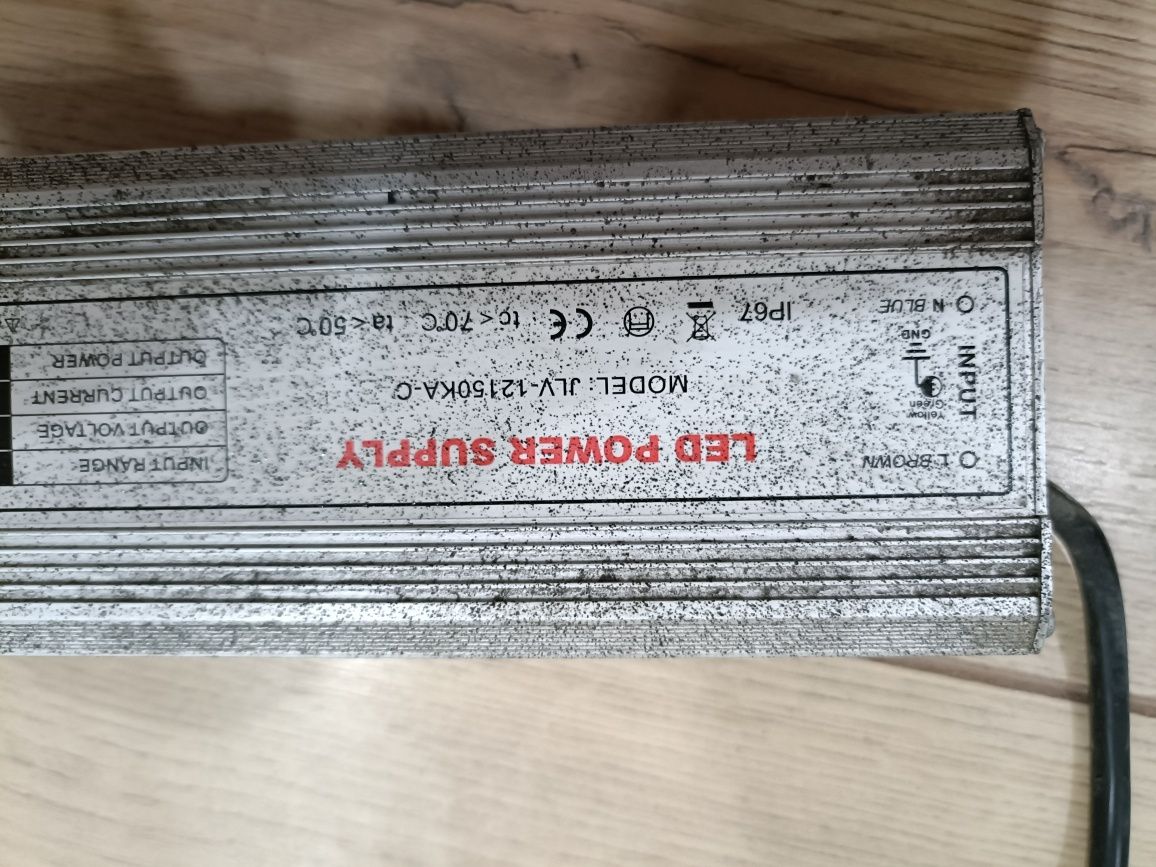 INPUT
L BROWN
Yellow
Green
GND
N BLUE
LED POWER SUPPLY
MODEL: JLV-12150KA-C
IP67 CE tc<70°C ta<50°C
INPUT RANGE
OUTPUT VOLTAGE
OUTPUT CURRENT
OUTPUT POWER